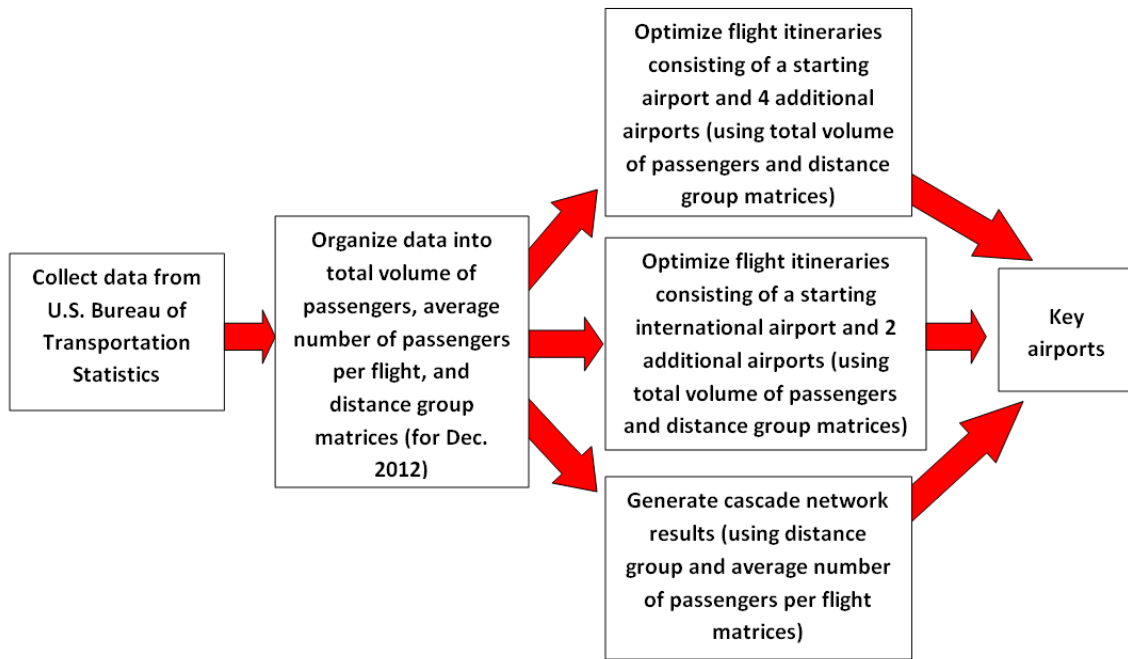 Collect data from
U.S. Bureau of
Transportation
Statistics
Organize data into
total volume of
passengers, average
number of passengers
per flight, and
distance group
matrices (for Dec.
2012)
Optimize flight itineraries
consisting of a starting
airport and 4 additional
airports (using total volume
of passengers and distance
group matrices)
Optimize flight itineraries
consisting of a starting
international airport and 2
additional airports (using
total volume of passengers
and distance group matrices)
Generate cascade network
results (using distance
group and average number
of passengers per flight
matrices)
Key
airports